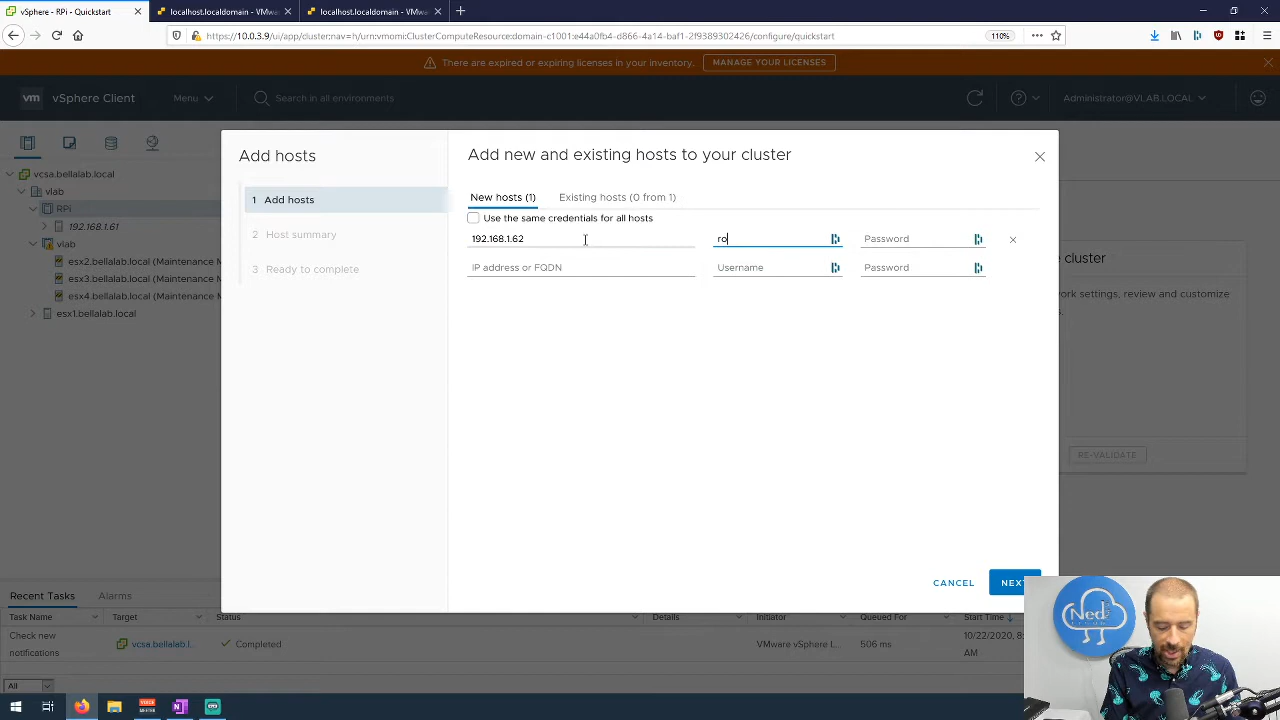 vSphere - RPi - Quickstart
localhost.localdomain - VMwa
localhost.localdomain - VMwa
https://10.0.3.9/ui/app/cluster;nav=h/urn:vmomi:ClusterComputeResource:domain-c1001:e44a0fb4-d866-4a14-baf1-2f9389302426/configure/quickstart
110%
There are expired or expiring licenses in your inventory.
MANAGE YOUR LICENSES
vm vSphere Client
Menu
Search in all environments
Administrator@VLAB.LOCAL
vcsa.bellalab.local
vlab
RPi
192.168.1.61
vlab
esx2.bellalab.local (Maintenance M
esx3.bellalab.local (Maintenance M
esx4.bellalab.local (Maintenance M
esx1.bellalab.local
Add hosts
1 Add hosts
2 Host summary
3 Ready to complete
Add new and existing hosts to your cluster
New hosts (1)
Existing hosts (0 from 1)
Use the same credentials for all hosts
192.168.1.62
ro
Password
IP address or FQDN
Username
Password
CANCEL
NEXT
e cluster
ork settings, review and customize
s.
RE-VALIDATE
Recent Tasks
Alarms
Task Name
Target
Status
Details
Initiator
Queued For
Start Time
Check new notifications
vcsa.bellalab.l...
Completed
VMware vSphere L...
506 ms
10/22/2020, 8:
AM
All
VOICE
MEETER
Ned